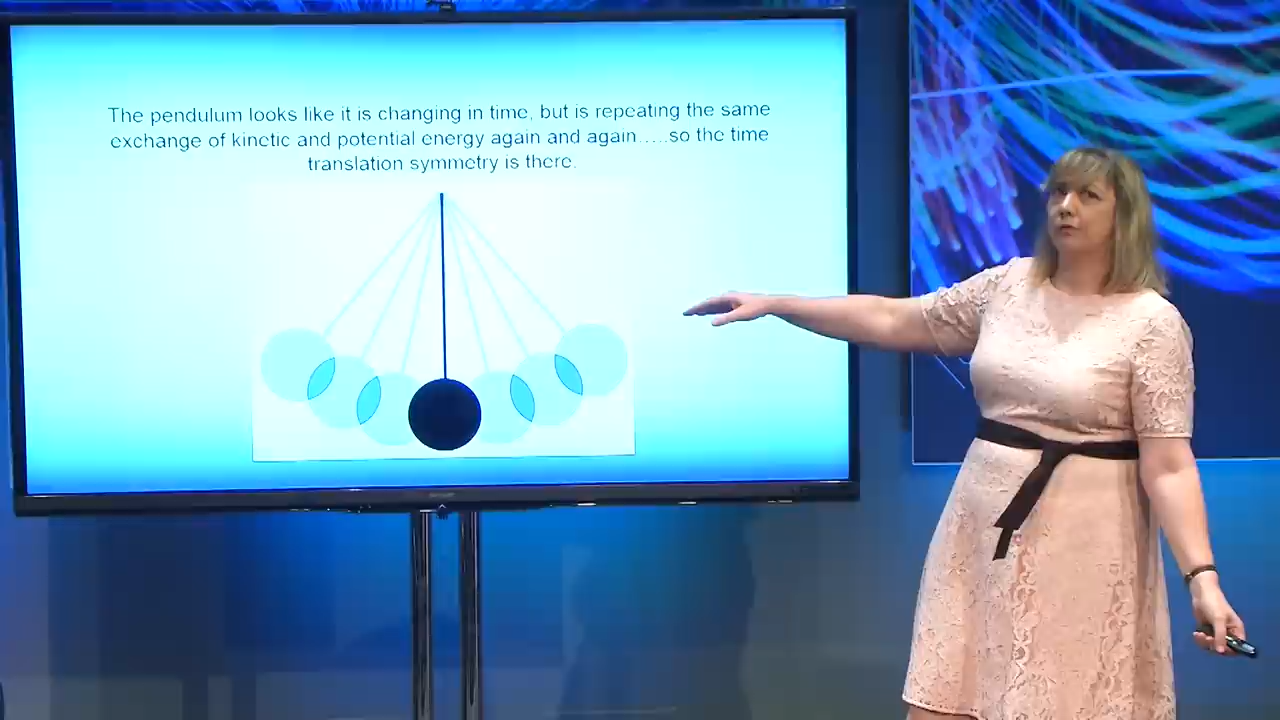 The pendulum looks like it is changing in time, but is repeating the same
exchange of kinetic and potential energy again and again.....so the time
translation symmetry is there.